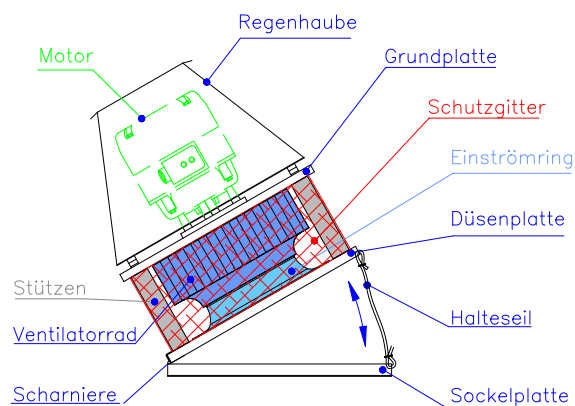 Regenhaube
Motor
Grundplatte
Schutzgitter
Einströmring
Düsenplatte
Stützen
Halteseil
Ventilatorrad
Scharniere
Sockelplatte